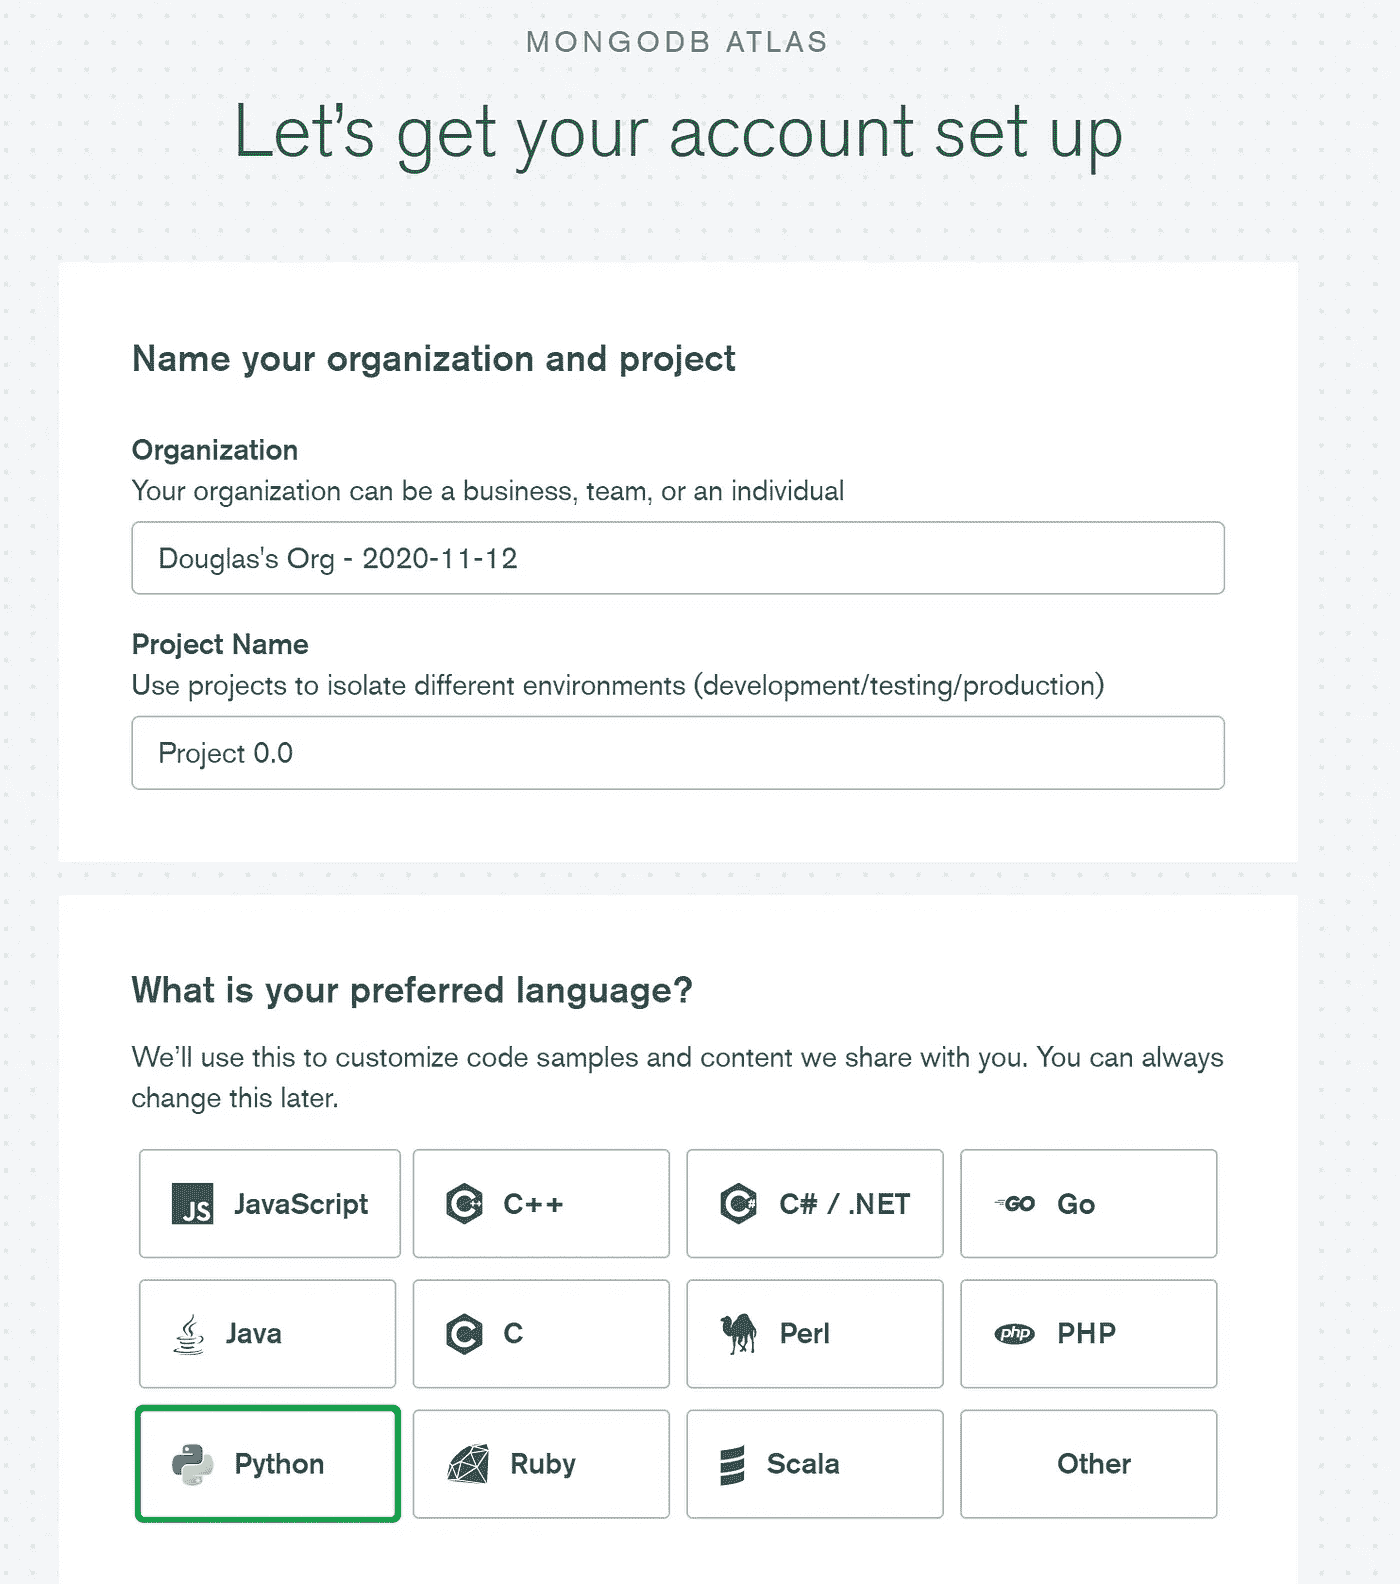 MONGODB ATLAS
Let's get your account set up
Name your organization and project
Organization
Your organization can be a business, team, or an individual
Douglas's Org - 2020-11-12
Project Name
Use projects to isolate different environments (development/testing/production)
Project 0.0
What is your preferred language?
We'll use this to customize code samples and content we share with you. You can always
change this later.
JS JavaScript C++ C# / .NET GO Go
Java C Perl php PHP
Python Ruby Scala Other